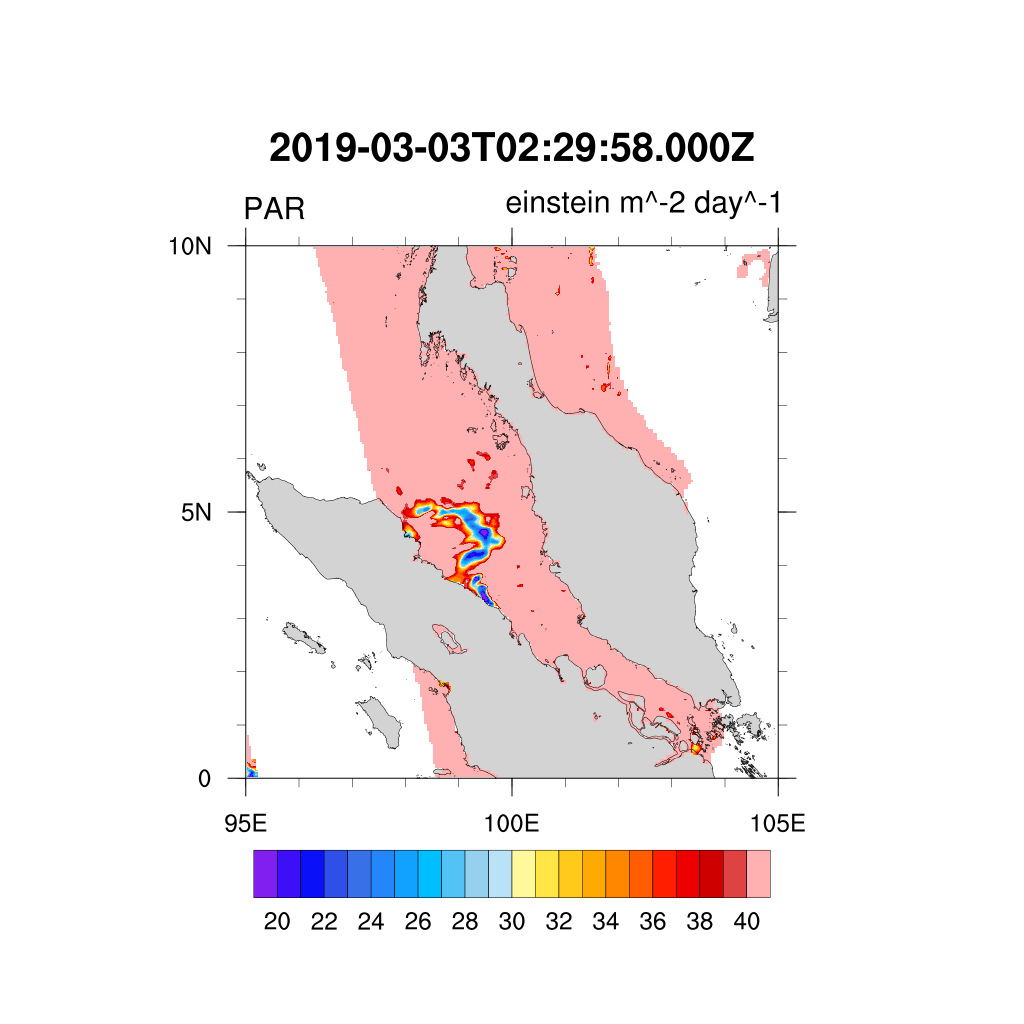 2019-03-03T02:29:58.000Z
PAR einstein m^-2 day^-1
10N
5N
0
95E 100E 105E
20 22 24 26 28 30 32 34 36 38 40